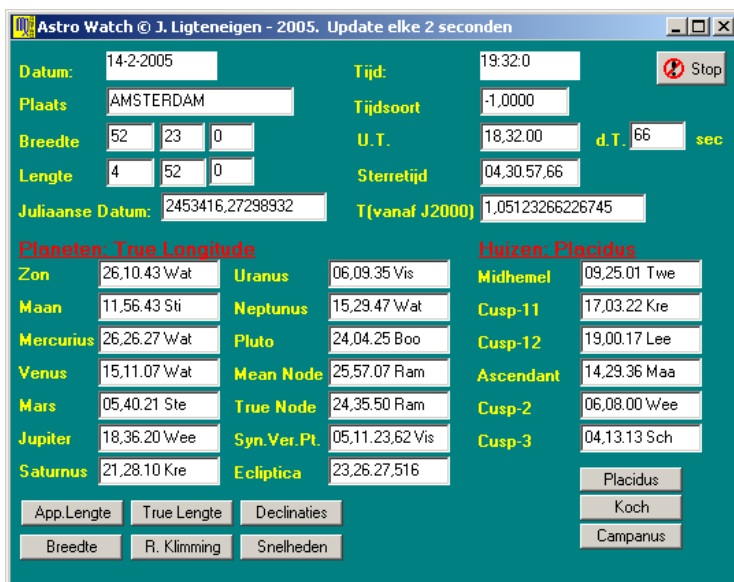 Astro Watch © J. Ligteneigen - 2005.  Update elke 2 seconden
Datum: 14-2-2005 Tijd: 19:32:0 Stop
Plaats AMSTERDAM Tijdsoort -1,0000
Breedte 52 23 0 U.T. 18,32.00 d.T. 66 sec
Lengte 4 52 0 Sterretijd 04,30.57,66
Juliaanse Datum: 2453416,27298932 T(vanaf J2000) 1,05123266226745
Planeten: True Longitude Huizen: Placidus
Zon 26,10.43 Wat Uranus 06,09.35 Vis Midhemel 09,25.01 Twe
Maan 11,56.43 Sti Neptunus 15,29.47 Wat Cusp-11 17,03.22 Kre
Mercurius 26,26.27 Wat Pluto 24,04.25 Boo Cusp-12 19,00.17 Lee
Venus 15,11.07 Wat Mean Node 25,57.07 Ram Ascendant 14,29.36 Maa
Mars 05,40.21 Ste True Node 24,35.50 Ram Cusp-2 06,08.00 Wee
Jupiter 18,36.20 Wee Syn.Ver.Pt. 05,11.23,62 Vis Cusp-3 04,13.13 Sch
Saturnus 21,28.10 Kre Ecliptica 23,26.27,516
Placidus
App.Lengte True Lengte Declinaties Koch
Breedte R. Klimming Snelheden Campanus